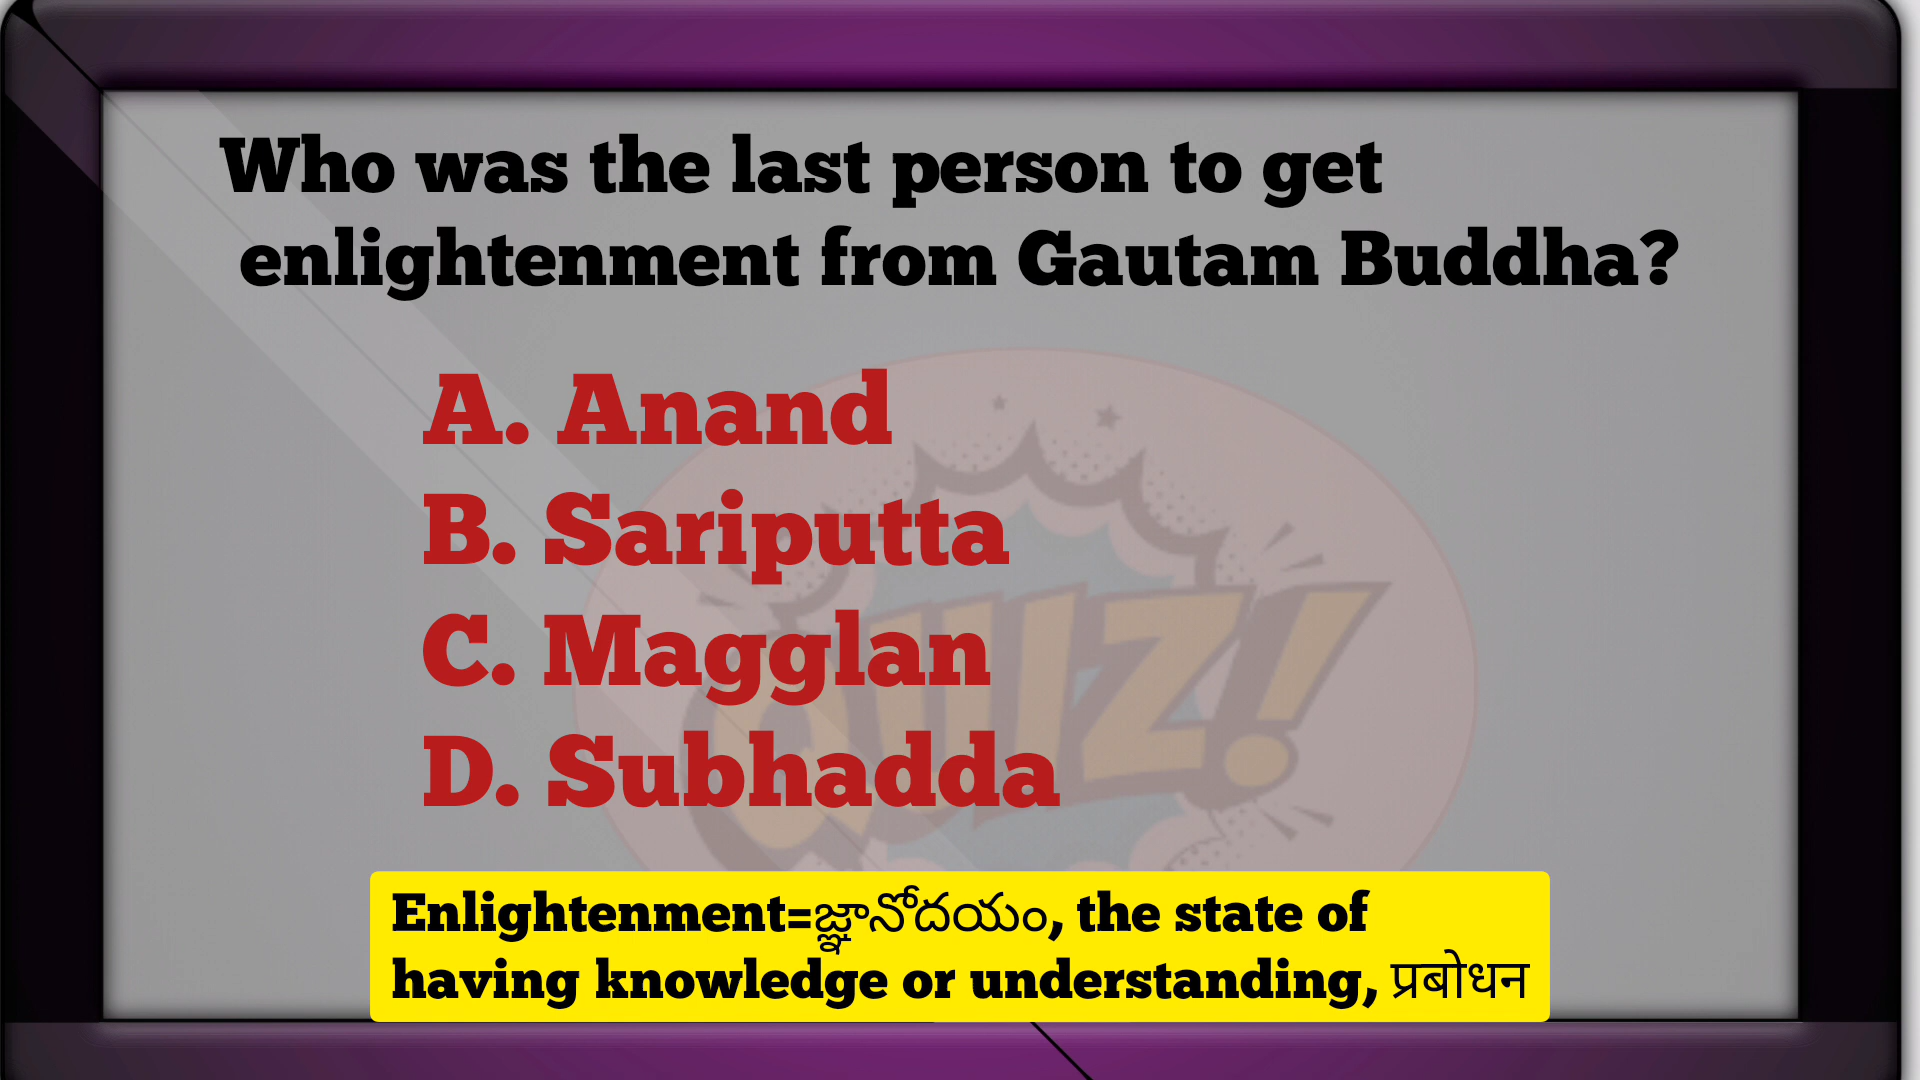 Who was the last person to get
enlightenment from Gautam Buddha?
A. Anand
B. Sariputta
C. Magglan
D. Subhadda
QUIZ!
Enlightenment=జ్ఞానోదయం, the state of
having knowledge or understanding, प्रबोधन